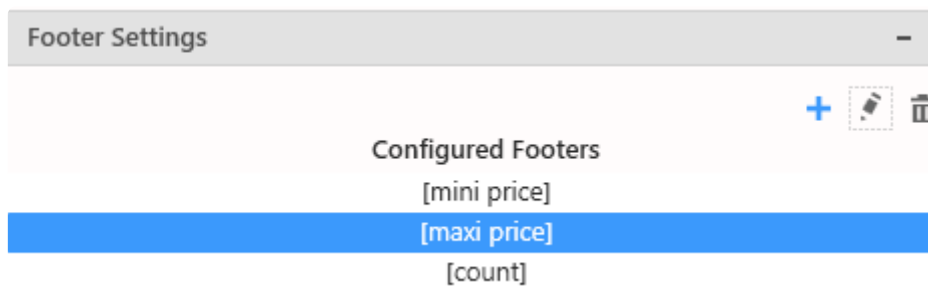 Footer Settings
Configured Footers
[mini price]
[maxi price]
[count]